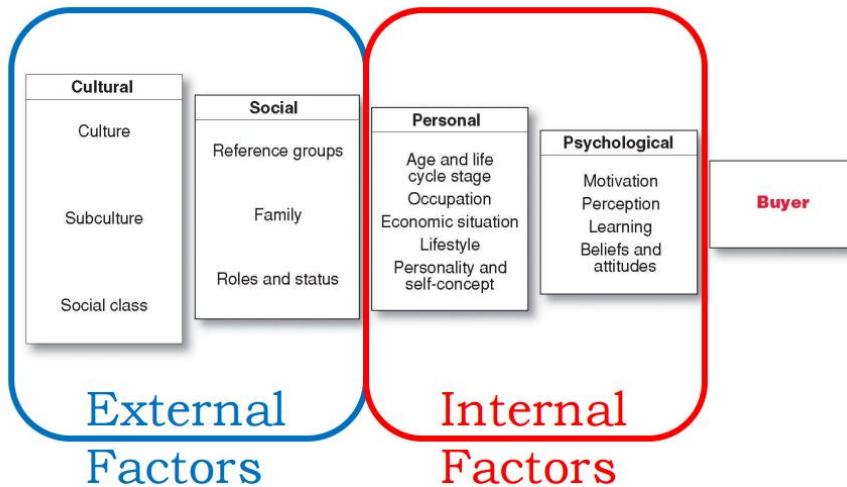 Cultural
Culture
Subculture
Social class
Social
Reference groups
Family
Roles and status
Personal
Age and life
cycle stage
Occupation
Economic situation
Lifestyle
Personality and
self-concept
Psychological
Motivation
Perception
Learning
Beliefs and
attitudes
Buyer
External
Factors
Internal
Factors